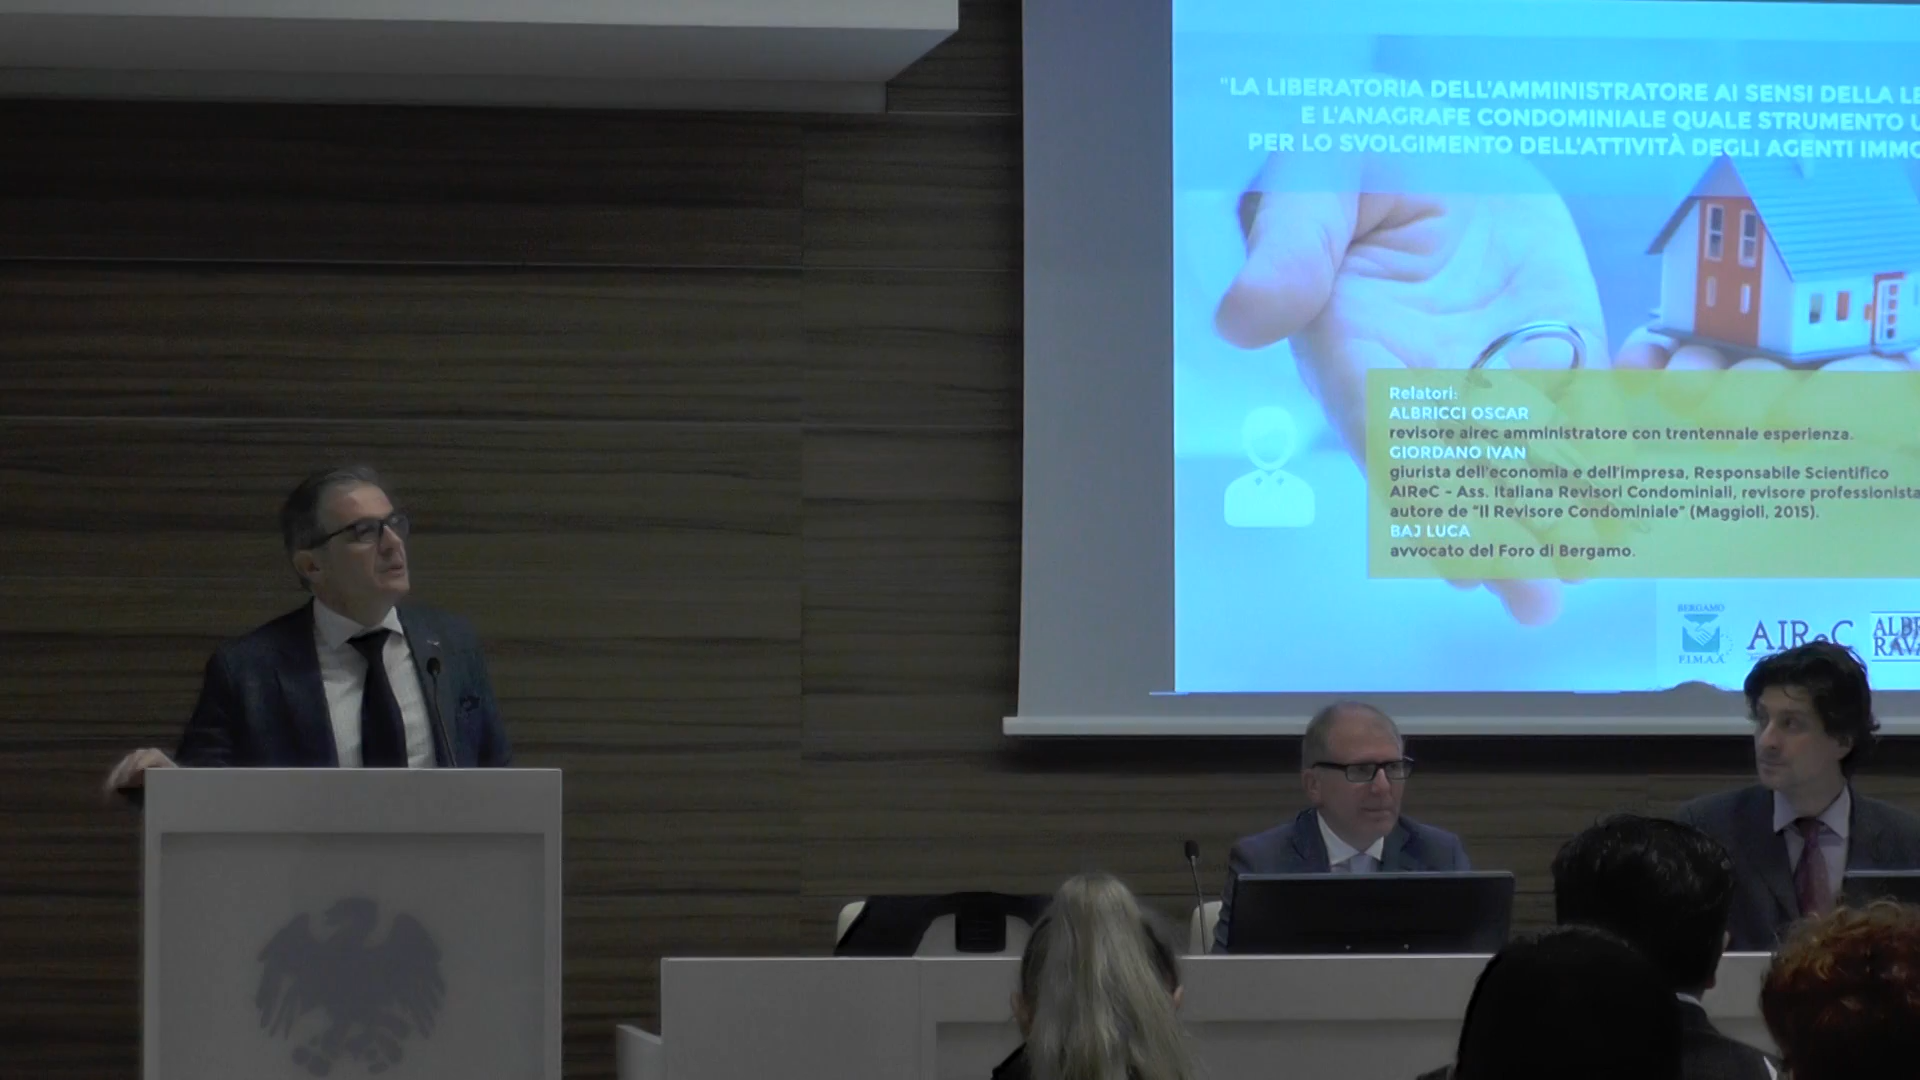 "LA LIBERATORIA DELL'AMMINISTRATORE AI SENSI DELLA
E L'ANAGRAFE CONDOMINIALE QUALE STRUMENTO
PER LO SVOLGIMENTO DELL'ATTIVITÀ DEGLI AGENTI
Relatori:
ALBRICCI OSCAR
revisore airec amministratore con trentennale esperienza.
GIORDANO IVAN
giurista dell'economia e dell'impresa, Responsabile Scientifico
AIReC - Ass. Italiana Revisori Condominiali, revisore professionista
autore de "Il Revisore Condominiale" (Maggioli, 2015).
BAJ LUCA
avvocato del Foro di Bergamo.
BERGAMO
F.I.M.A.A.
AIReC